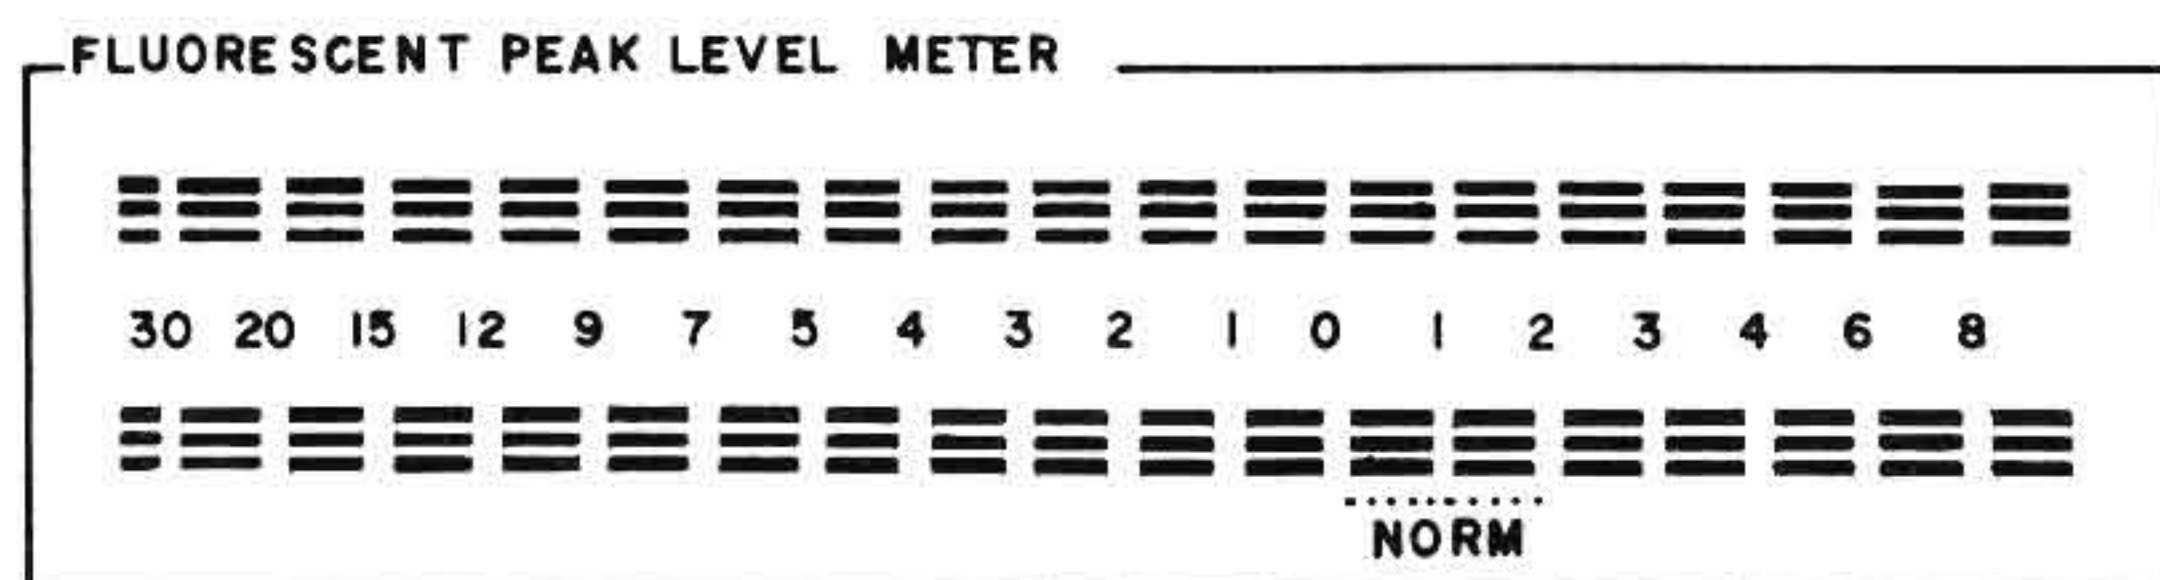 FLUORESCENT PEAK LEVEL METER
30 20 15 12 9 7 5 4 3 2 1 0 1 2 3 4 6 8
NORM